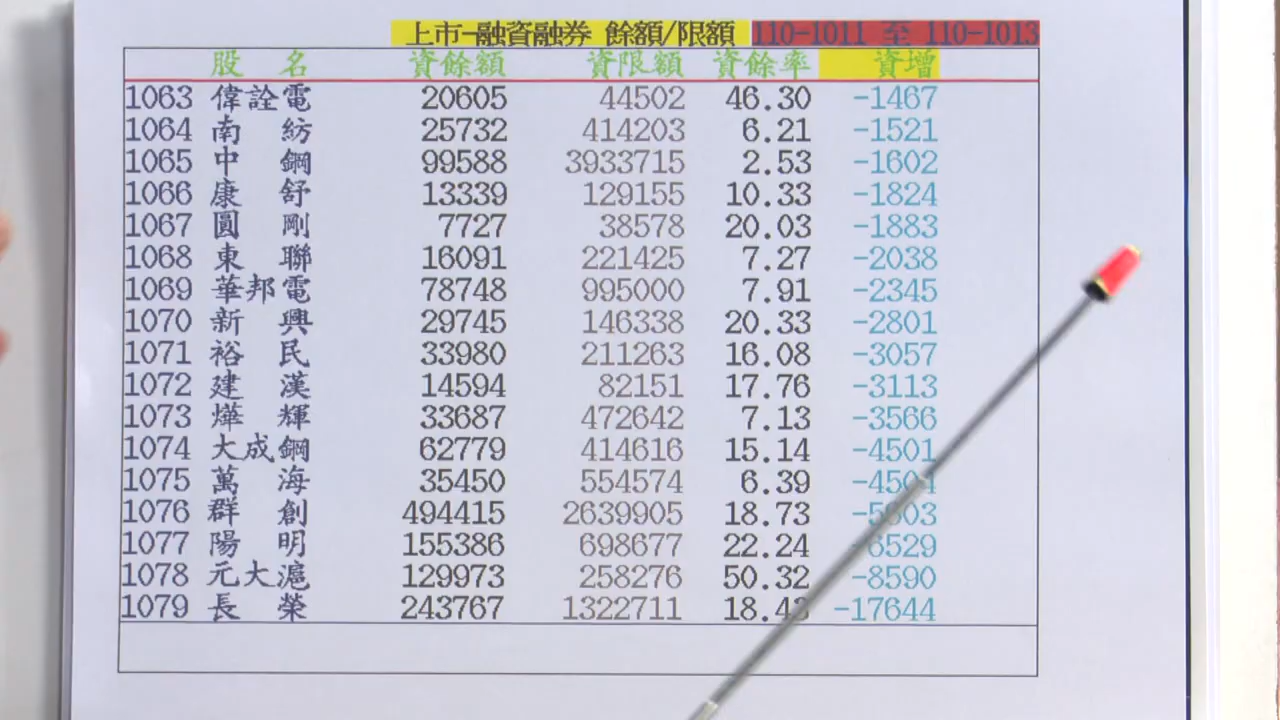 上市-融資融券 餘額/限額 110-1011 至 110-1013
股 名 資餘額 資限額 資餘率 資增
1063 偉詮電 20605 44502 46.30 -1467
1064 南 紡 25732 414203 6.21 -1521
1065 中 鋼 99588 3933715 2.53 -1602
1066 康 舒 13339 129155 10.33 -1824
1067 圓 剛 7727 38578 20.03 -1883
1068 東 聯 16091 221425 7.27 -2038
1069 華邦電 78748 995000 7.91 -2345
1070 新 興 29745 146338 20.33 -2801
1071 裕 民 33980 211263 16.08 -3057
1072 建 漢 14594 82151 17.76 -3113
1073 燁 輝 33687 472642 7.13 -3566
1074 大成鋼 62779 414616 15.14 -4501
1075 萬 海 35450 554574 6.39
1076 群 創 494415 2639905 18.73
1077 陽 明 155386 698677 22.24 -6529
1078 元大滬 129973 258276 50.32 -8590
1079 長 榮 243767 1322711 18.43 -17644